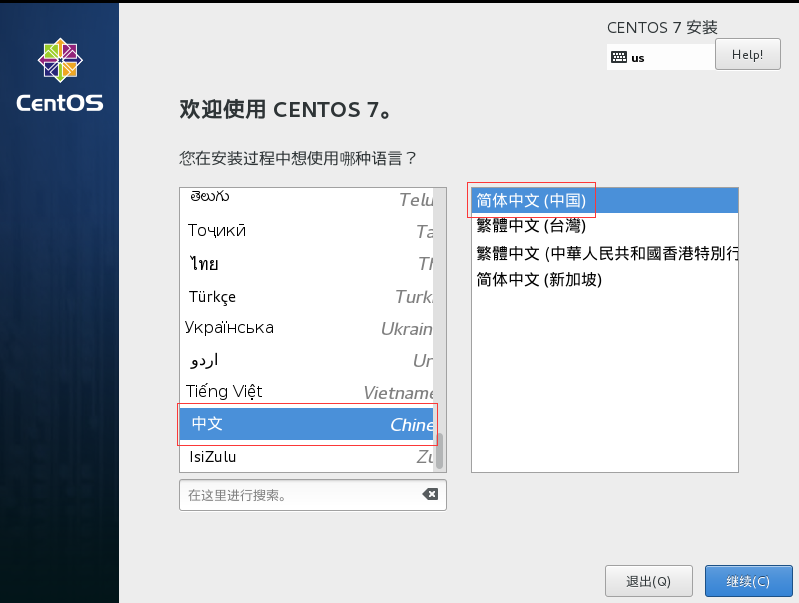 CENTOS 7 安装
us
Help!
CentOS
欢迎使用 CENTOS 7。
您在安装过程中想使用哪种语言？
తెలుగు Telu
Тоҷикӣ Ta
ไทย Th
Türkçe Turk
Українська Ukrain
اردو Ur
Tiếng Việt Vietname
中文 Chine
IsiZulu Zu
在这里进行搜索。
简体中文 (中国)
繁體中文 (台灣)
繁體中文 (中華人民共和國香港特別行
简体中文 (新加坡)
退出(Q)
继续(C)